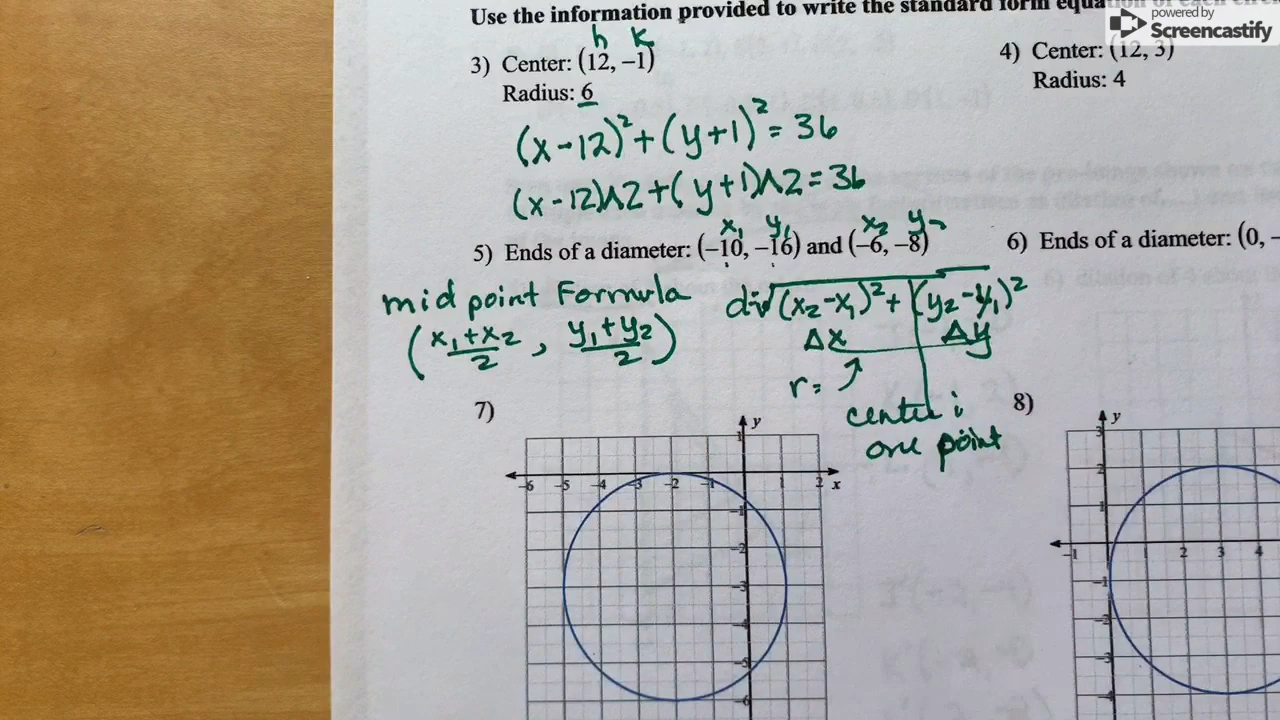 Use the information provided to write the standard form equation of each circle
powered by
Screencastify
h k
3) Center: (12, −1)
Radius: 6
4) Center: (12, 3)
Radius: 4
(x-12)²+(y+1)²=36
(x-12)^2+(y+1)^2=36
x₁ y₁ x₂ y₂
5) Ends of a diameter: (−10, −16) and (−6, −8)
6) Ends of a diameter: (0, −
midpoint Formula
(x₁+x₂/2, y₁+y₂/2)
d=√(x₂-x₁)²+(y₂-y₁)²
Δx Δy
r=
center &
one point
7)
y
1
−6 −5 −4 −3 −2 −1 1 2 x
−1
−2
−3
−4
−5
−6
8)
y
3
2
1
−1 1 2 3 4
−1
−2
−3
−4